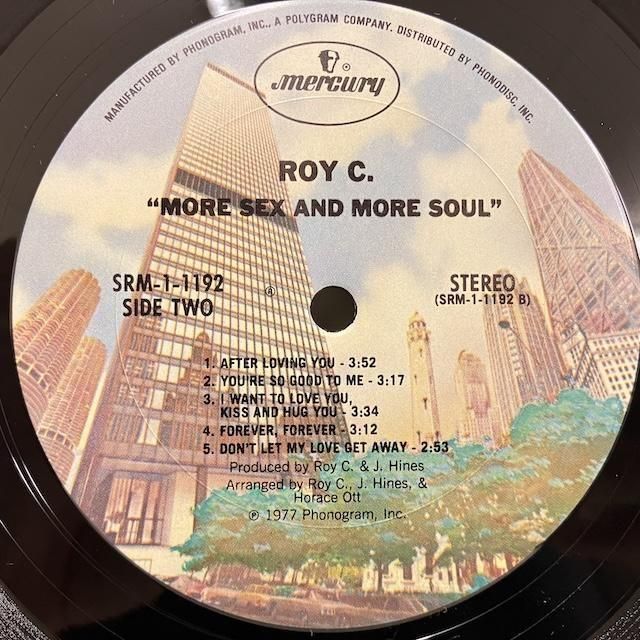 MANUFACTURED BY PHONOGRAM, INC., A POLYGRAM COMPANY. DISTRIBUTED BY PHONODISC, INC.
mercury
ROY C.
"MORE SEX AND MORE SOUL"
SRM-1-1192
SIDE TWO
STEREO
(SRM-1-1192 B)
1. AFTER LOVING YOU - 3:52
2. YOU'RE SO GOOD TO ME - 3:17
3. I WANT TO LOVE YOU,
KISS AND HUG YOU - 3:34
4. FOREVER, FOREVER - 3:12
5. DON'T LET MY LOVE GET AWAY - 2:53
Produced by Roy C. & J. Hines
Arranged by Roy C., J. Hines, &
Horace Ott
℗ 1977 Phonogram, Inc.